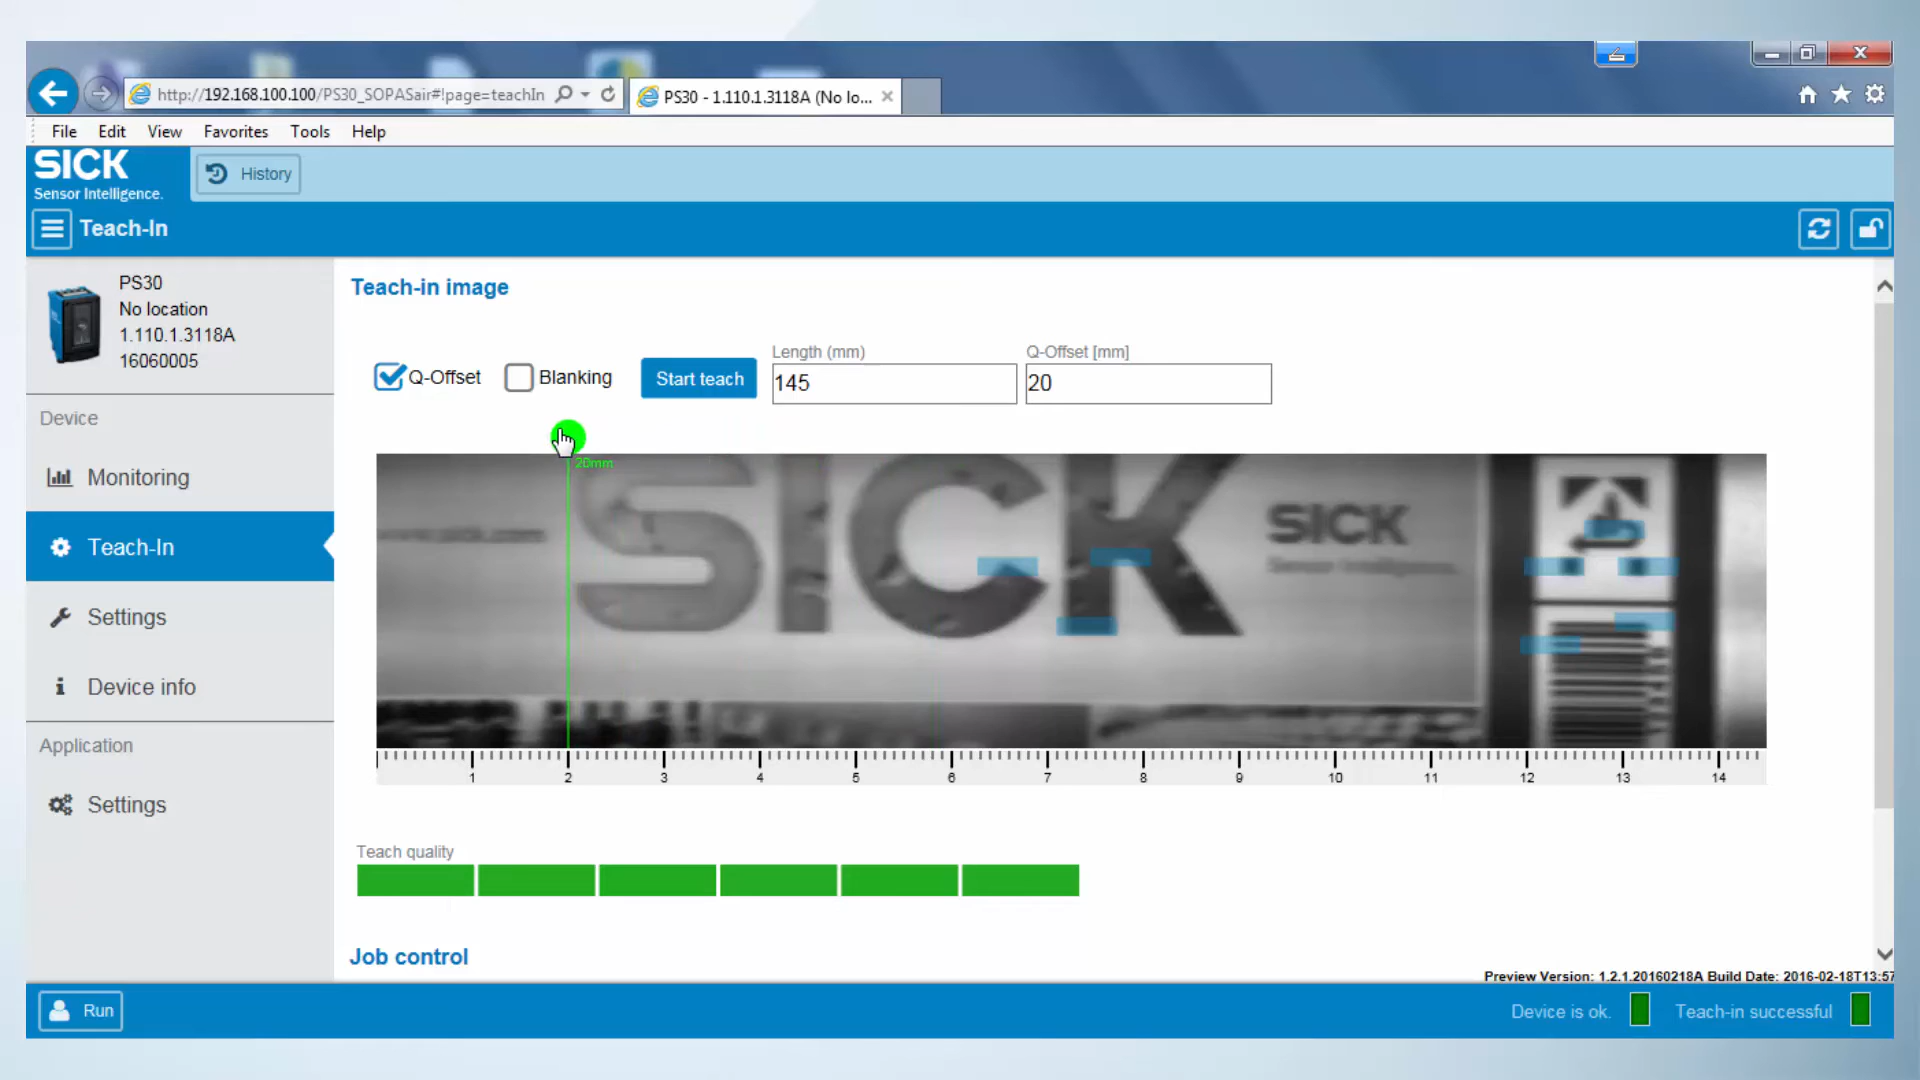 http://192.168.100.100/PS30_SOPASair#!page=teachIn
PS30 - 1.110.1.3118A (No lo...
File Edit View Favorites Tools Help
SICK
Sensor Intelligence.
History
Teach-In
PS30
No location
1.110.1.3118A
16060005
Device
Monitoring
Teach-In
Settings
Device info
Application
Settings
Teach-in image
Q-Offset
Blanking
Start teach
Length (mm)
145
Q-Offset [mm]
20
20mm
www.sick.com
SICK
SICK
Sensor Intelligence.
1 2 3 4 5 6 7 8 9 10 11 12 13 14
Teach quality
Job control
Preview Version: 1.2.1.20160218A Build Date: 2016-02-18T13:57
Run
Device is ok.
Teach-in successful